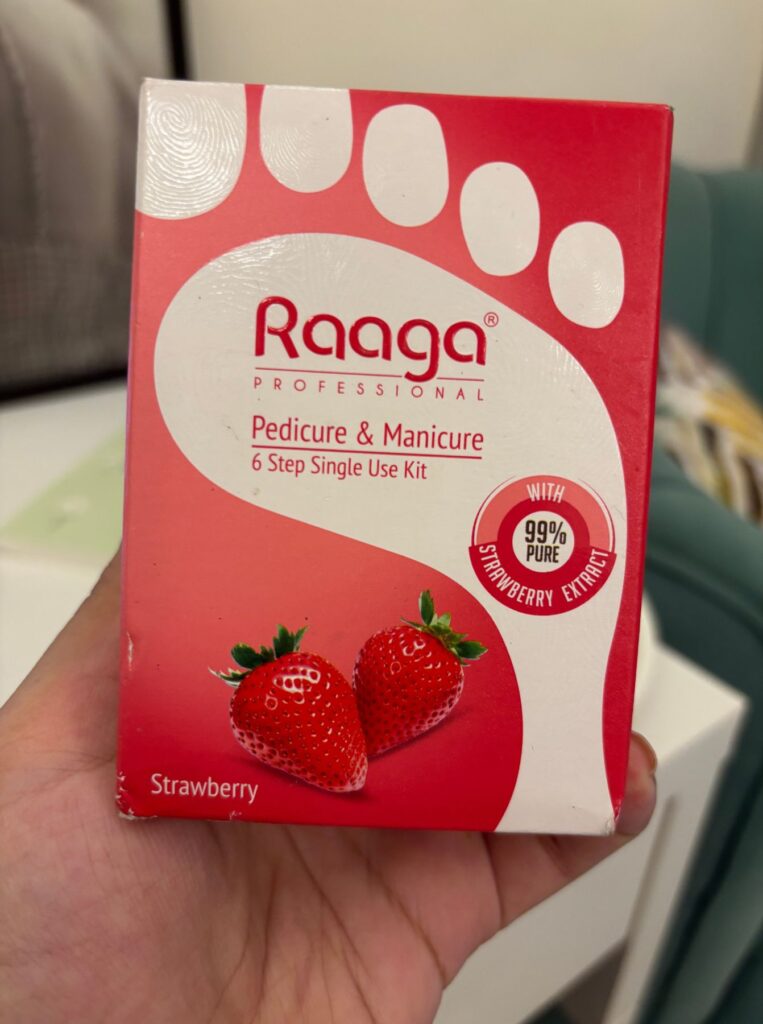 Raaga®
PROFESSIONAL
Pedicure & Manicure
6 Step Single Use Kit
WITH
99%
PURE
STRAWBERRY EXTRACT
Strawberry